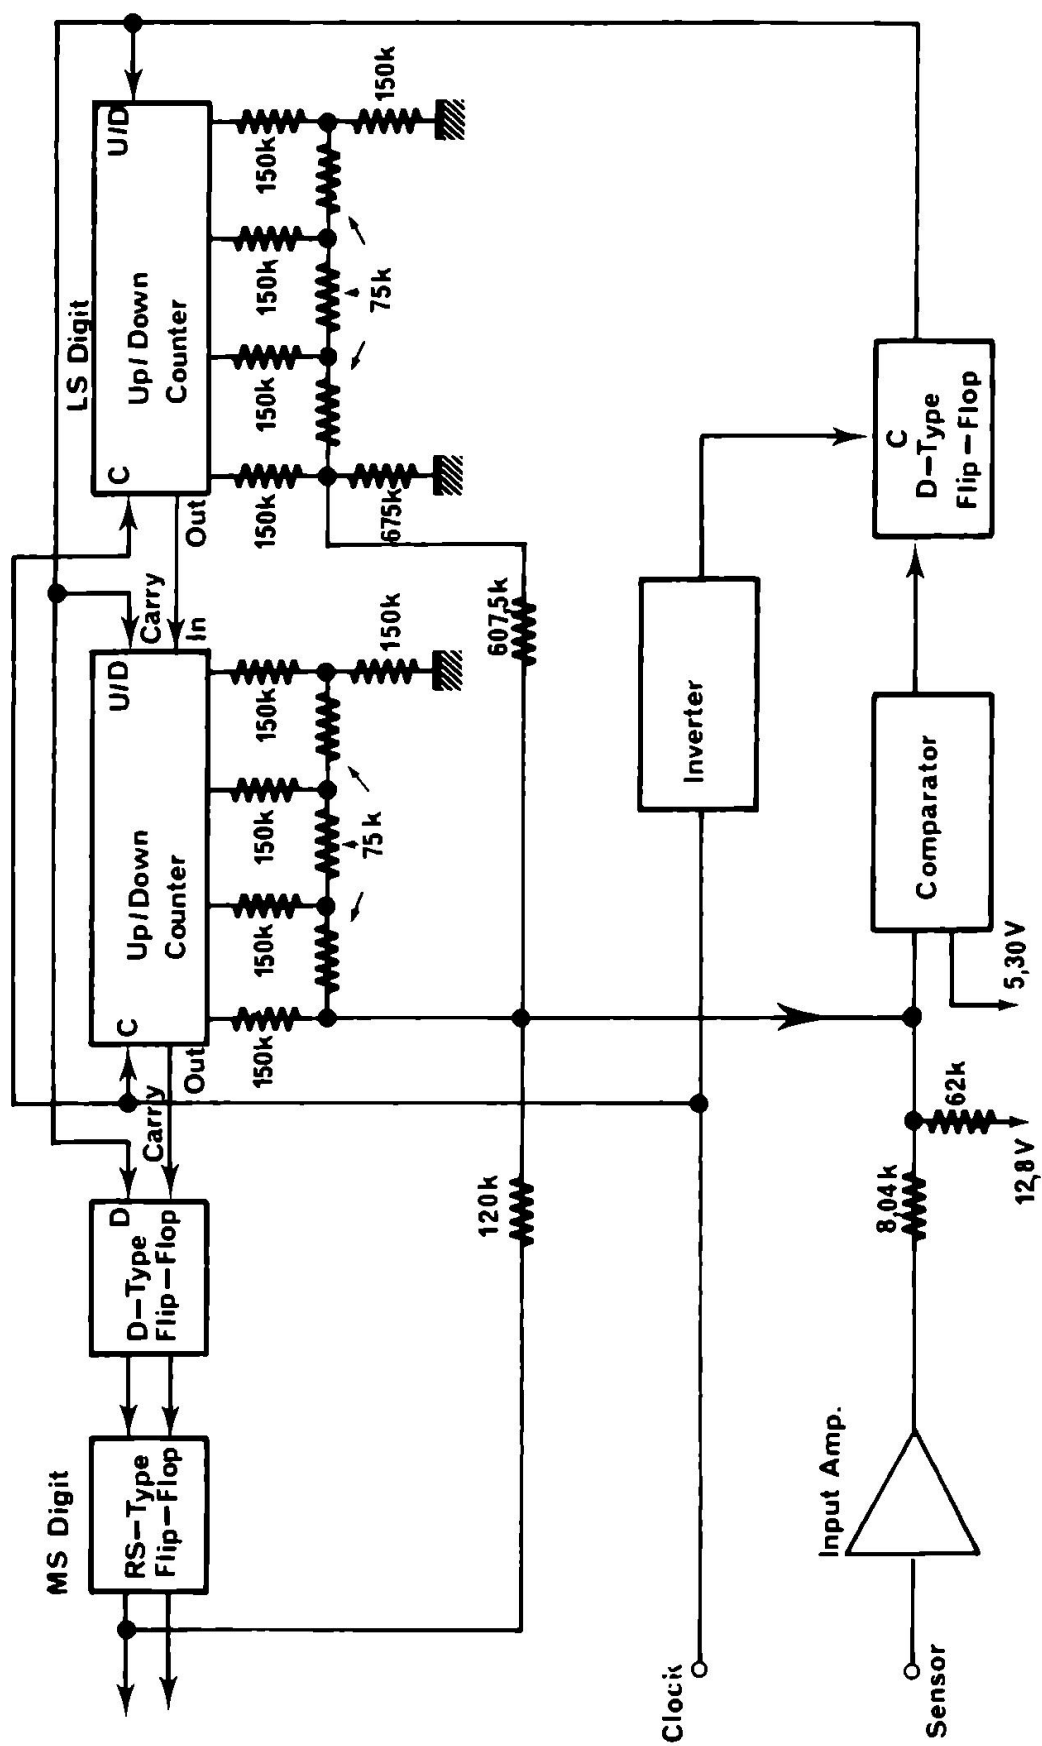 MS Digit
LS Digit
RS–Type
Flip–Flop
D
D–Type
Flip–Flop
Carry
Out
C
Up/Down
Counter
U/D
Carry
In
Out
C
Up/Down
Counter
U/D
150k
150k
150k
150k
75k
150k
150k
150k
150k
150k
675k
75k
150k
120k
607,5k
Clock
Inverter
Sensor
Input Amp.
8,04k
62k
12,8V
5,30V
Comparator
C
D–Type
Flip–Flop